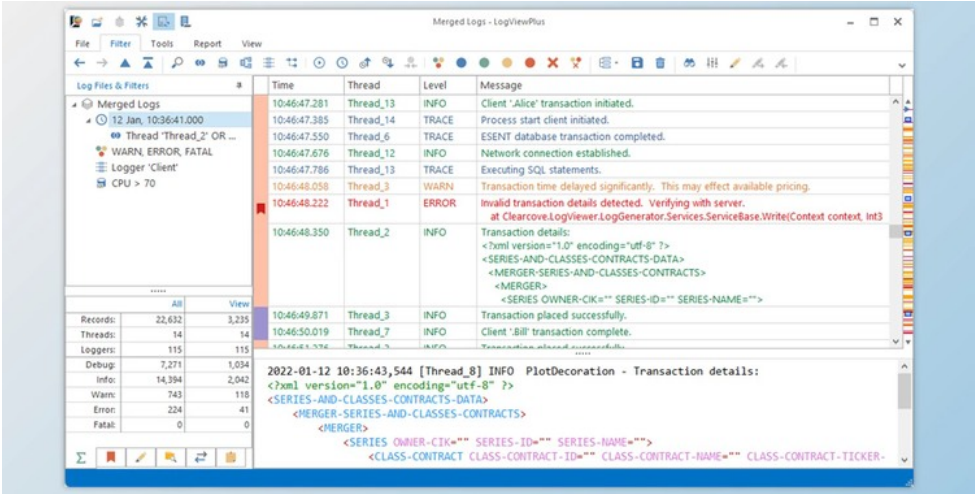 Merged Logs - LogViewPlus
File Filter Tools Report View
Log Files & Filters
Merged Logs
12 Jan, 10:36:41.000
Thread 'Thread_2' OR ...
WARN, ERROR, FATAL
Logger 'Client'
CPU > 70
All View
Records: 22,632 3,235
Threads: 14 14
Loggers: 115 115
Debug: 7,271 1,034
Info: 14,394 2,042
Warn: 743 118
Error: 224 41
Fatal: 0 0
Time Thread Level Message
10:46:47.281 Thread_13 INFO Client '.Alice' transaction initiated.
10:46:47.385 Thread_14 TRACE Process start client initiated.
10:46:47.550 Thread_6 TRACE ESENT database transaction completed.
10:46:47.676 Thread_12 INFO Network connection established.
10:46:47.786 Thread_13 TRACE Executing SQL statements.
10:46:48.058 Thread_3 WARN Transaction time delayed significantly. This may effect available pricing.
10:46:48.222 Thread_1 ERROR Invalid transaction details detected. Verifying with server.
at Clearcove.LogViewer.LogGenerator.Services.ServiceBase.Write(Context context, Int3
10:46:48.350 Thread_2 INFO Transaction details:
<?xml version="1.0" encoding="utf-8" ?>
<SERIES-AND-CLASSES-CONTRACTS-DATA>
<MERGER-SERIES-AND-CLASSES-CONTRACTS>
<MERGER>
<SERIES OWNER-CIK="" SERIES-ID="" SERIES-NAME="">
10:46:49.871 Thread_3 INFO Transaction placed successfully.
10:46:50.019 Thread_7 INFO Client '.Bill' transaction complete.
10:46:51.276 Thread_3 INFO Transaction placed successfully.
2022-01-12 10:36:43,544 [Thread_8] INFO PlotDecoration - Transaction details:
<?xml version="1.0" encoding="utf-8" ?>
<SERIES-AND-CLASSES-CONTRACTS-DATA>
<MERGER-SERIES-AND-CLASSES-CONTRACTS>
<MERGER>
<SERIES OWNER-CIK="" SERIES-ID="" SERIES-NAME="">
<CLASS-CONTRACT CLASS-CONTRACT-ID="" CLASS-CONTRACT-NAME="" CLASS-CONTRACT-TICKER-